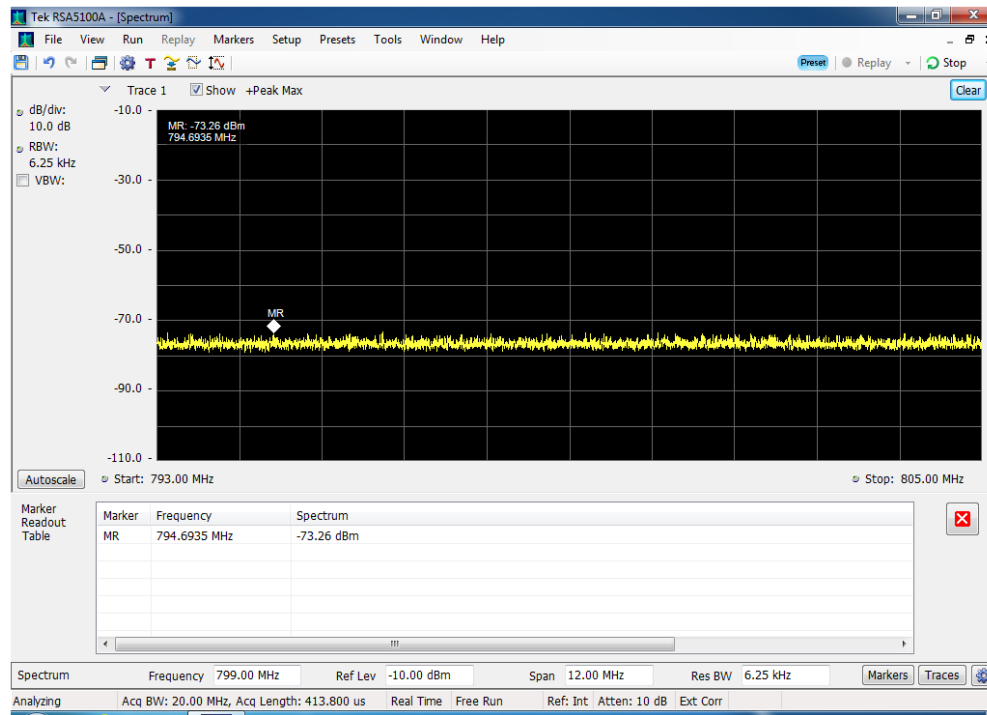 Tek RSA5100A - [Spectrum]
File View Run Replay Markers Setup Presets Tools Window Help
Preset Replay Stop
Trace 1 Show +Peak Max Clear
dB/div:
10.0 dB
RBW:
6.25 kHz
VBW:
-10.0
MR: -73.26 dBm
794.6935 MHz
-30.0
-50.0
MR
-70.0
-90.0
-110.0
Autoscale Start: 793.00 MHz Stop: 805.00 MHz
Marker
Readout
Table
Marker Frequency Spectrum
MR 794.6935 MHz -73.26 dBm
Spectrum Frequency 799.00 MHz Ref Lev -10.00 dBm Span 12.00 MHz Res BW 6.25 kHz Markers Traces
Analyzing Acq BW: 20.00 MHz, Acq Length: 413.800 us Real Time Free Run Ref: Int Atten: 10 dB Ext Corr